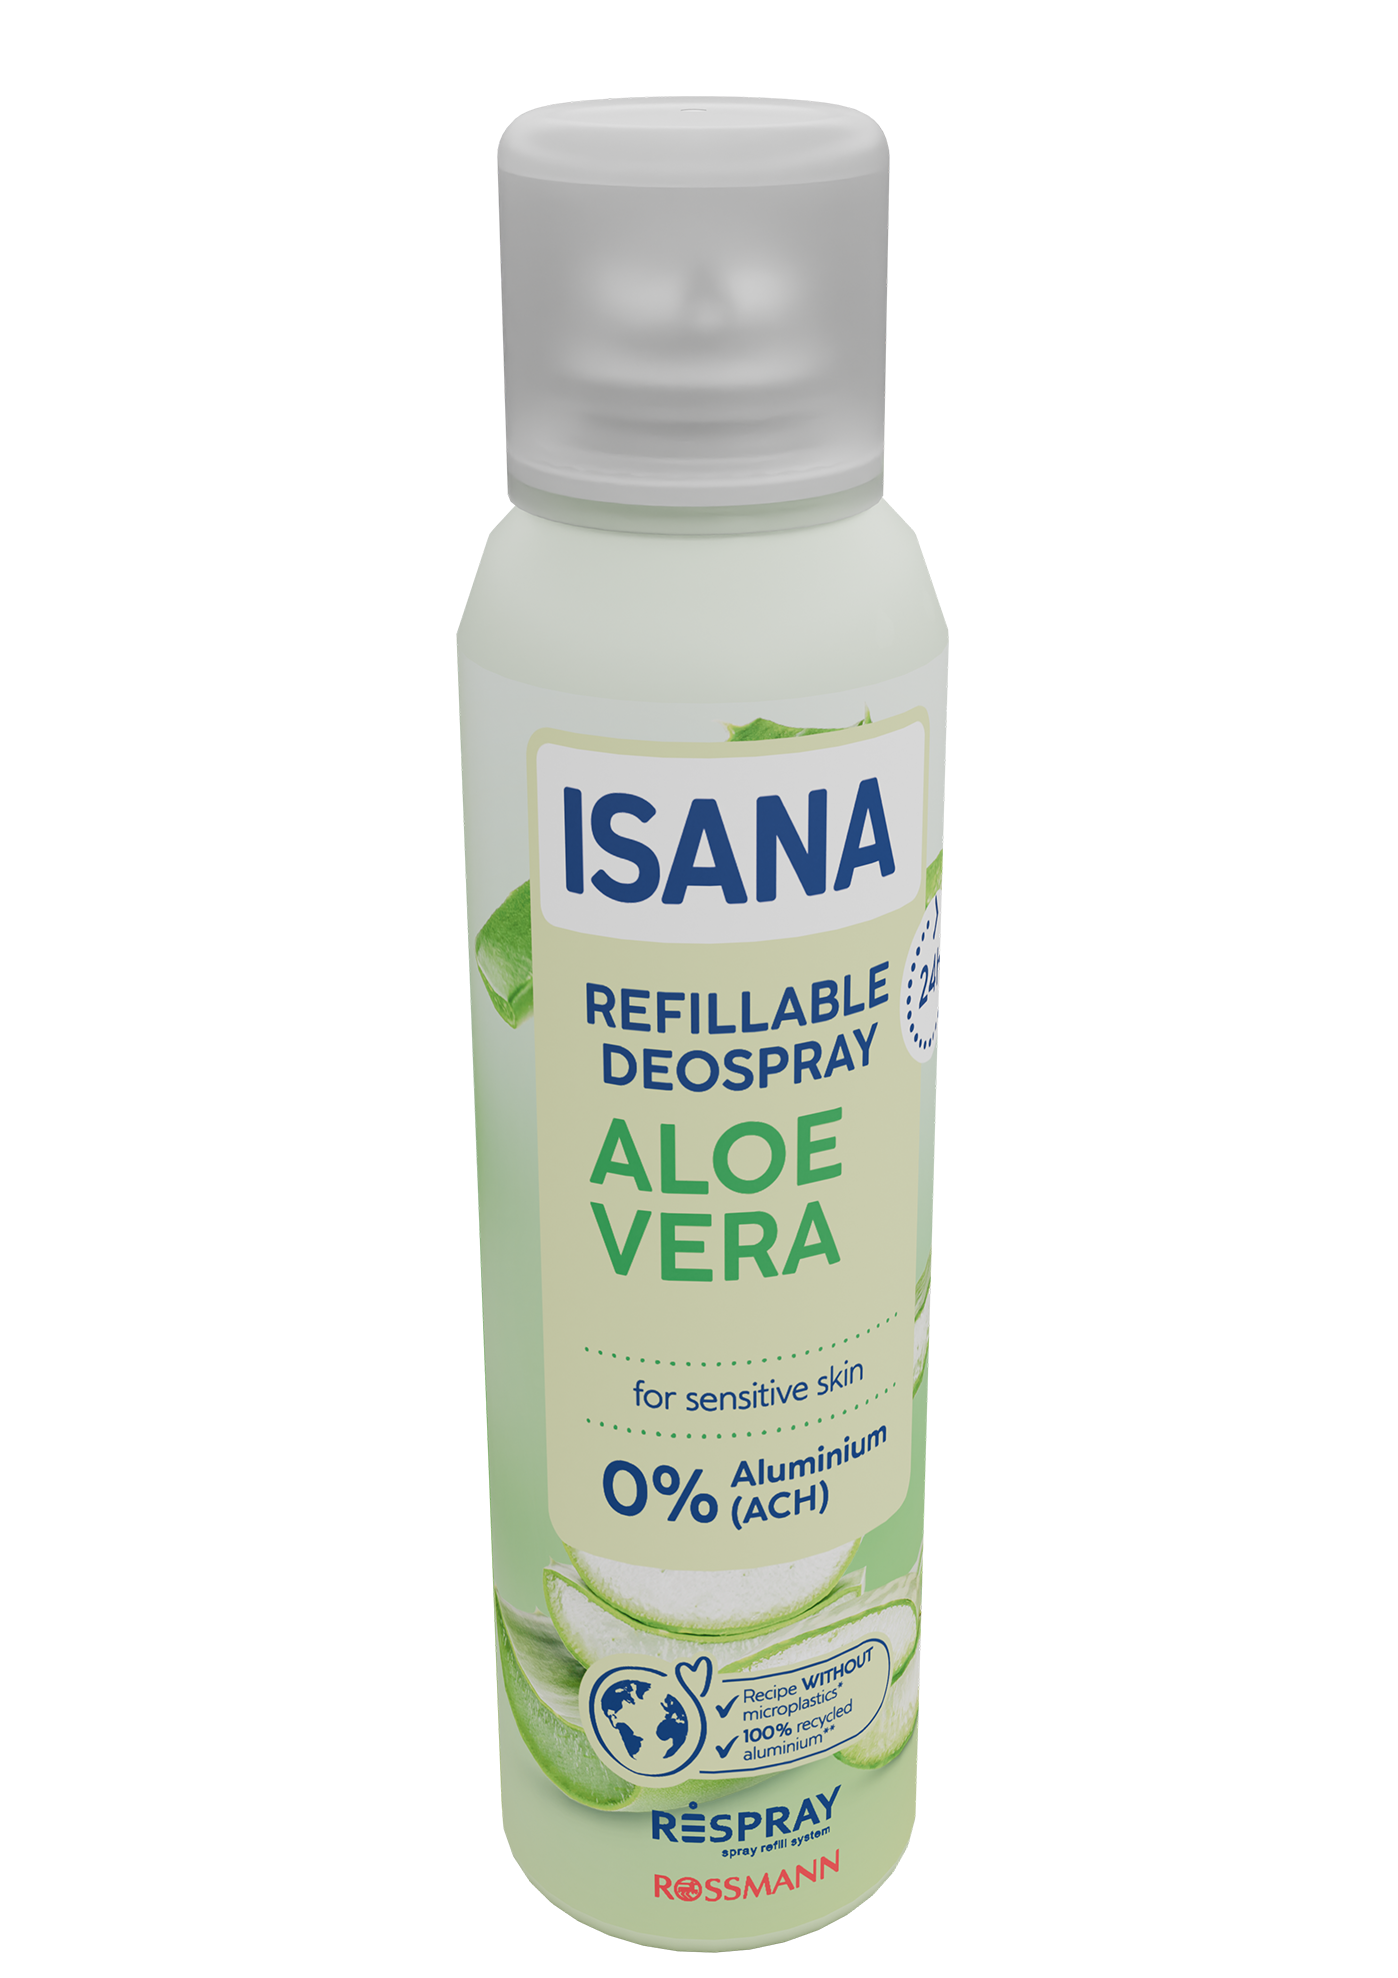 ISANA
24H
REFILLABLE
DEOSPRAY
ALOE
VERA
for sensitive skin
0% Aluminium
(ACH)
Recipe WITHOUT
microplastics*
100% recycled
aluminium**
RESPRAY
spray refill system
ROSSMANN